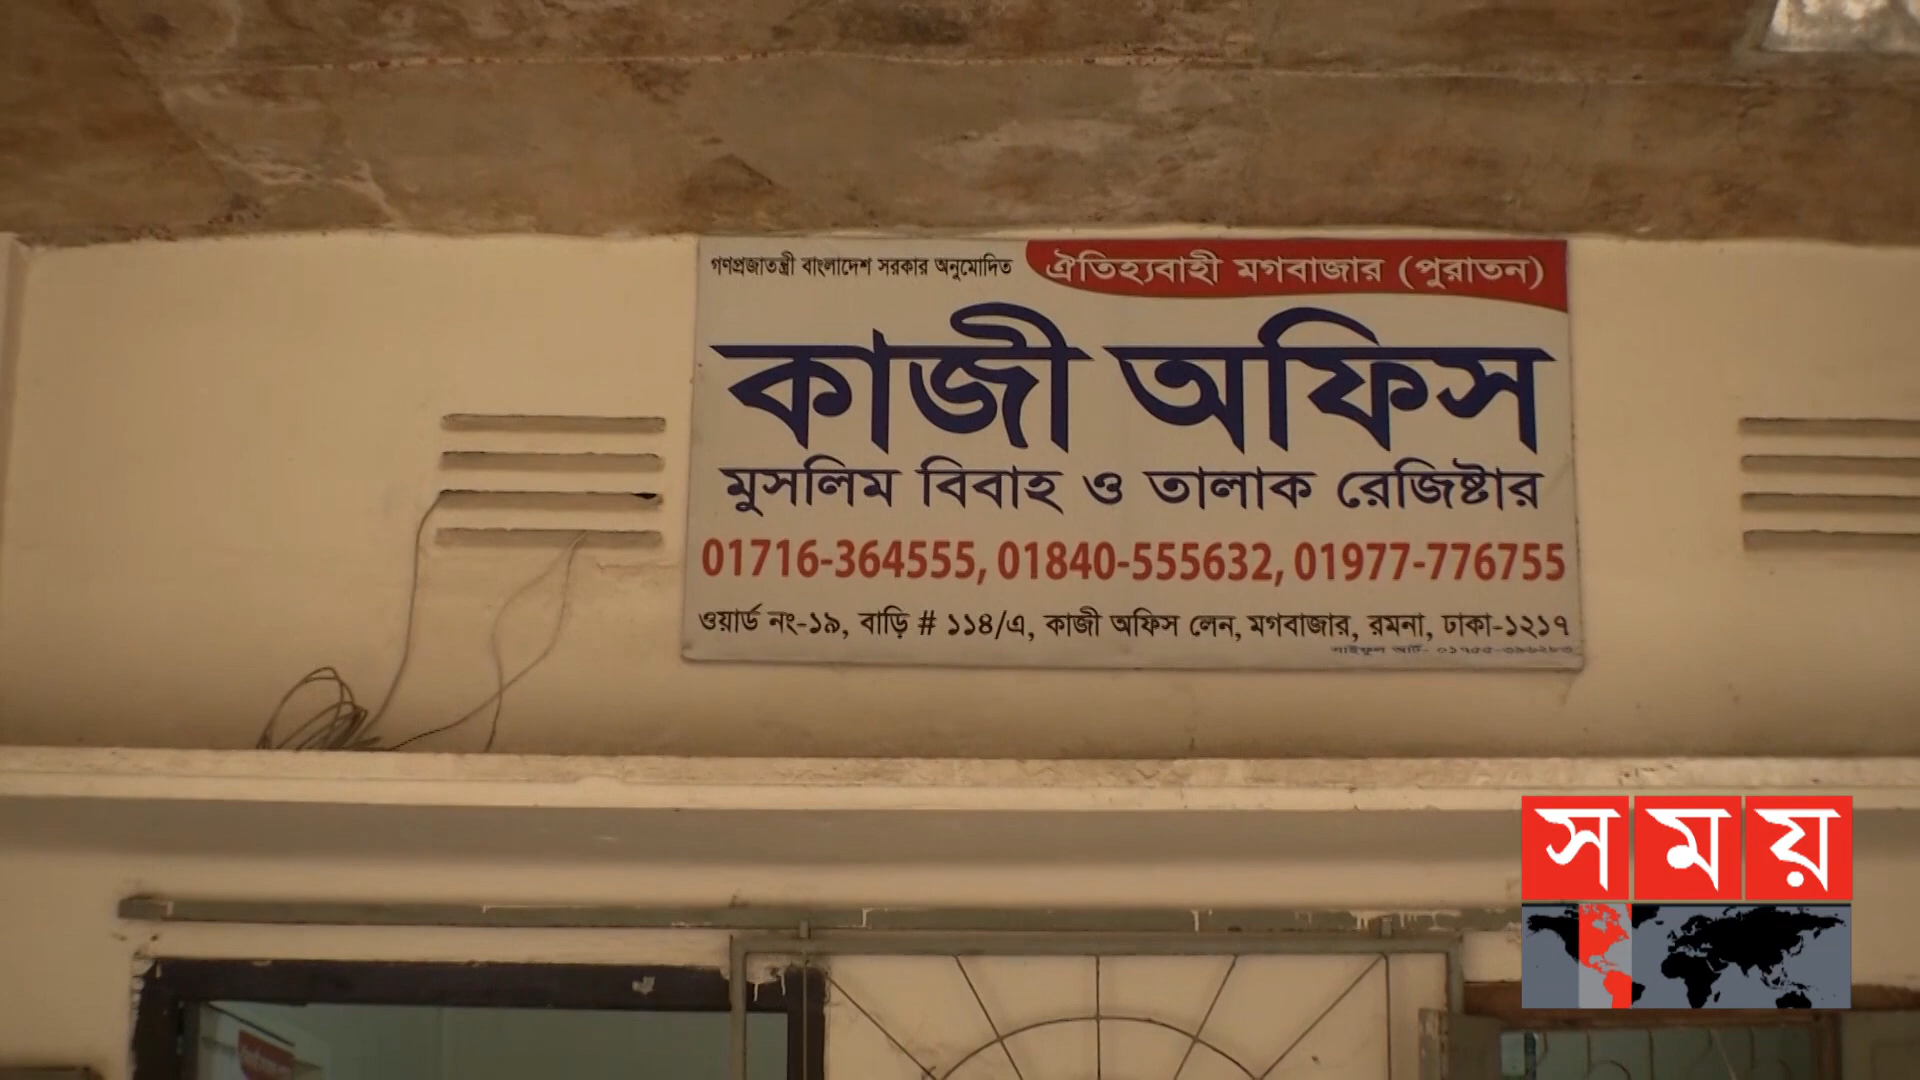 গণপ্রজাতন্ত্রী বাংলাদেশ সরকার অনুমোদিত
ঐতিহ্যবাহী মগবাজার (পুরাতন)
কাজী অফিস
মুসলিম বিবাহ ও তালাক রেজিষ্টার
01716-364555, 01840-555632, 01977-776755
ওয়ার্ড নং-১৯, বাড়ি # ১১৪/এ, কাজী অফিস লেন, মগবাজার, রমনা, ঢাকা-১২১৭
সময়